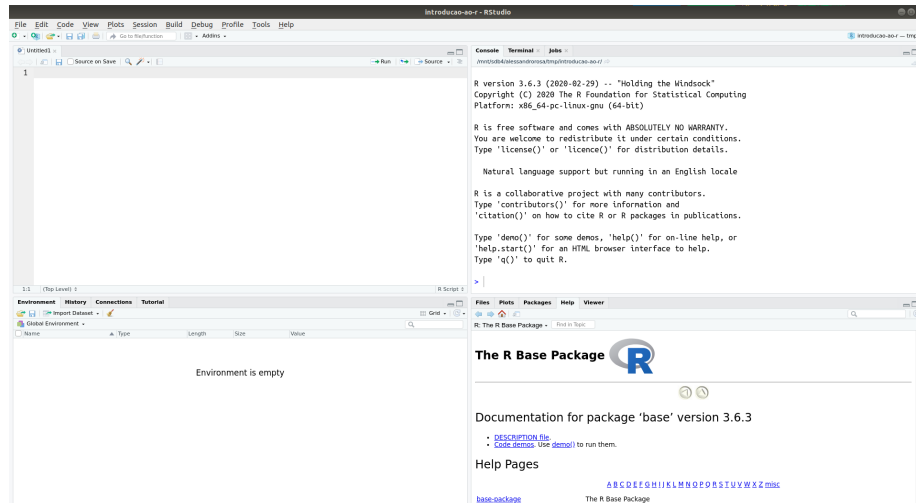 introducao-ao-r - RStudio
File Edit Code View Plots Session Build Debug Profile Tools Help
Go to file/function Addins
introducao-ao-r — tmp
Untitled1
Source on Save Run Source
1
1:1 (Top Level) R Script
Console Terminal Jobs
/mnt/sdb4/alessandrorosa/tmp/introducao-ao-r/
R version 3.6.3 (2020-02-29) -- "Holding the Windsock"
Copyright (C) 2020 The R Foundation for Statistical Computing
Platform: x86_64-pc-linux-gnu (64-bit)
R is free software and comes with ABSOLUTELY NO WARRANTY.
You are welcome to redistribute it under certain conditions.
Type 'license()' or 'licence()' for distribution details.
Natural language support but running in an English locale
R is a collaborative project with many contributors.
Type 'contributors()' for more information and
'citation()' on how to cite R or R packages in publications.
Type 'demo()' for some demos, 'help()' for on-line help, or
'help.start()' for an HTML browser interface to help.
Type 'q()' to quit R.
>
Environment History Connections Tutorial
Import Dataset Grid
Global Environment
Name Type Length Size Value
Environment is empty
Files Plots Packages Help Viewer
R: The R Base Package Find in Topic
The R Base Package R
Documentation for package ‘base’ version 3.6.3
DESCRIPTION file.
Code demos. Use demo() to run them.
Help Pages
A B C D E F G H I J K L M N O P Q R S T U V W X Z misc
base-package The R Base Package